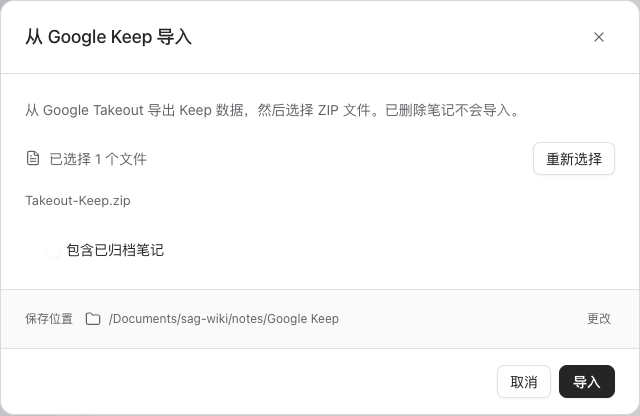 从 Google Keep 导入
从 Google Takeout 导出 Keep 数据，然后选择 ZIP 文件。已删除笔记不会导入。
已选择 1 个文件
重新选择
Takeout-Keep.zip
包含已归档笔记
保存位置 /Documents/sag-wiki/notes/Google Keep 更改
取消 导入